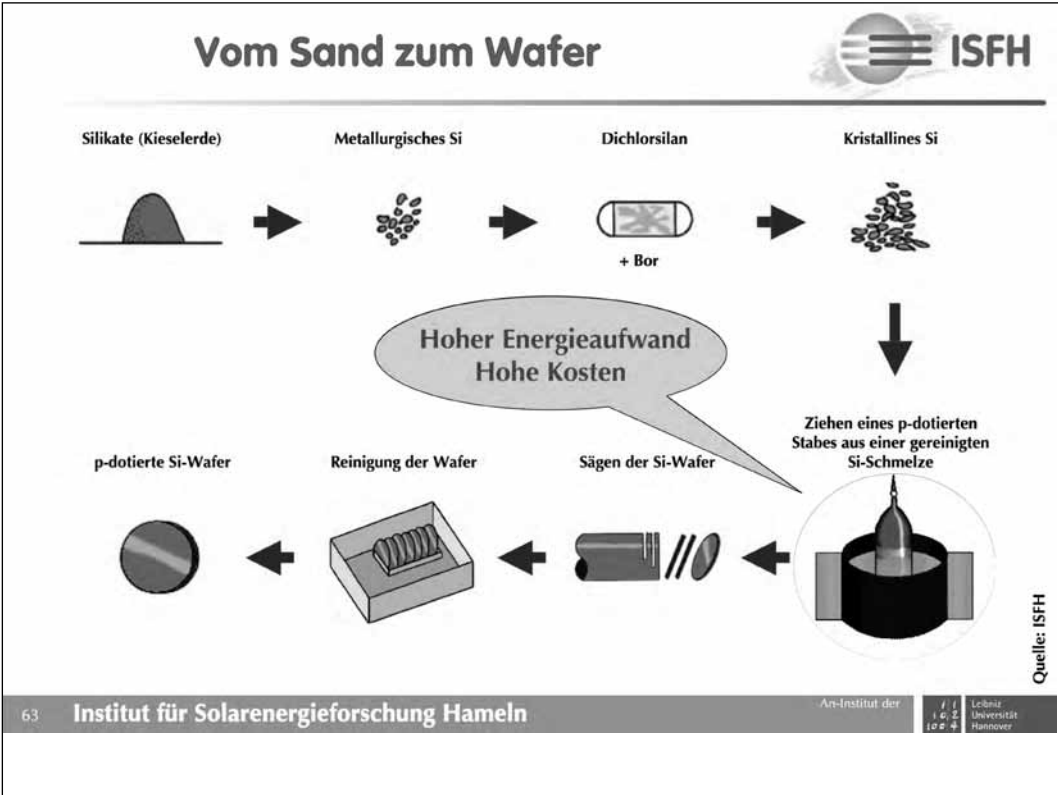 Vom Sand zum Wafer
ISFH
Silikate (Kieselerde)
Metallurgisches Si
Dichlorsilan
Kristallines Si
+ Bor
Hoher Energieaufwand
Hohe Kosten
Ziehen eines p-dotierten
Stabes aus einer gereinigten
Si-Schmelze
p-dotierte Si-Wafer
Reinigung der Wafer
Sägen der Si-Wafer
Quelle: ISFH
63
Institut für Solarenergieforschung Hameln
An-Institut der
Leibniz
Universität
Hannover